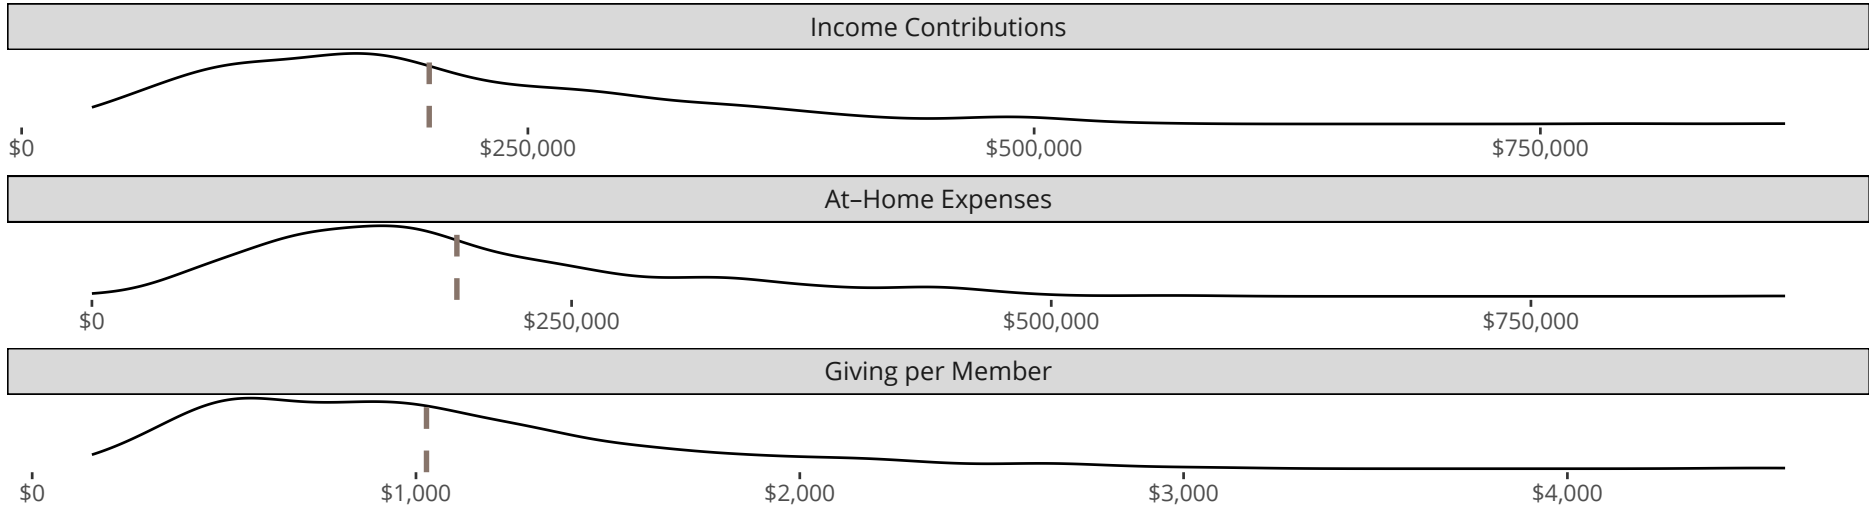 Income Contributions
$0 $250,000 $500,000 $750,000
At–Home Expenses
$0 $250,000 $500,000 $750,000
Giving per Member
$0 $1,000 $2,000 $3,000 $4,000